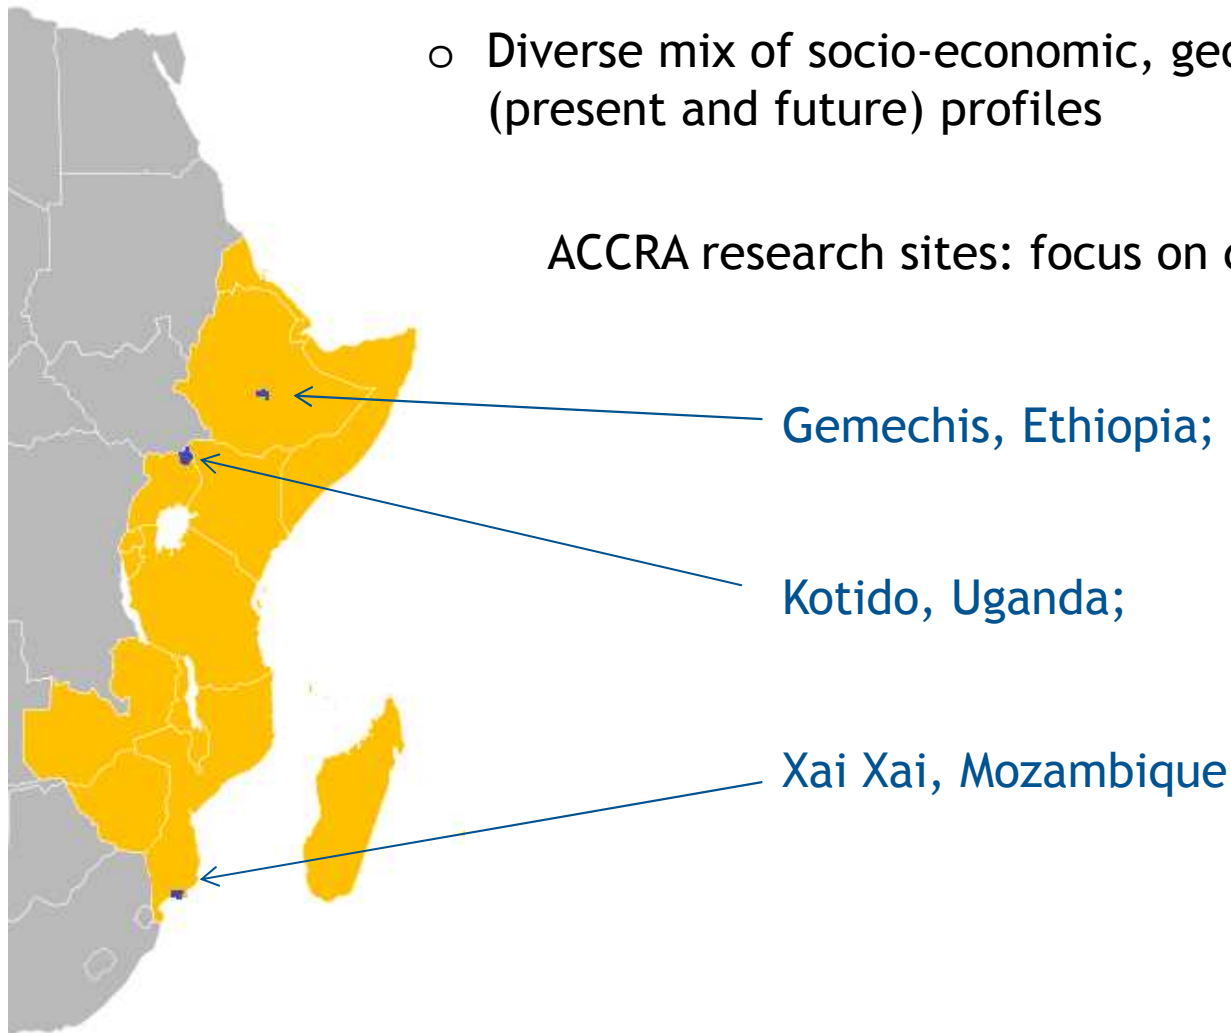 o Diverse mix of socio-economic,
(present and future) profiles
ACCRA research sites: focus on
Gemechis, Ethiopia;
Kotido, Uganda;
Xai Xai, Mozambique